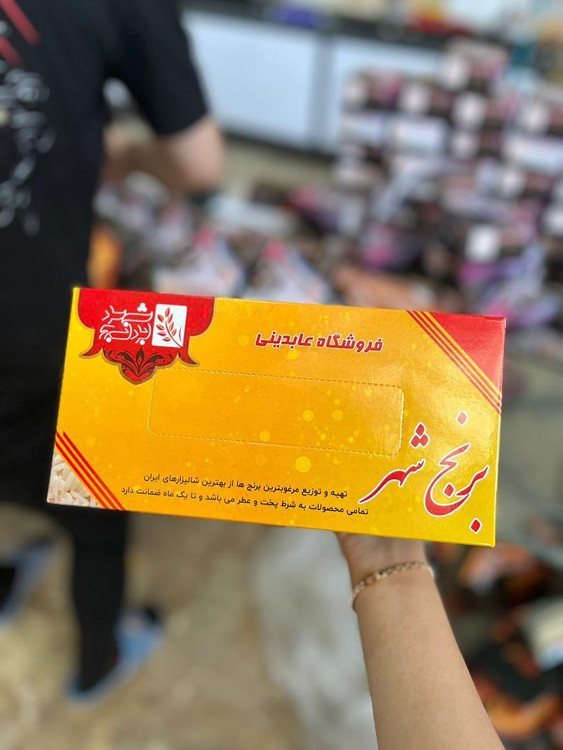 شهر
برنج
فروشگاه عابدینی
برنج شهر
تهیه و توزیع مرغوبترین برنج ها از بهترین شالیزارهای ایران
تمامی محصولات به شرط پخت و عطر می باشد و تا یک ماه ضمانت دارد